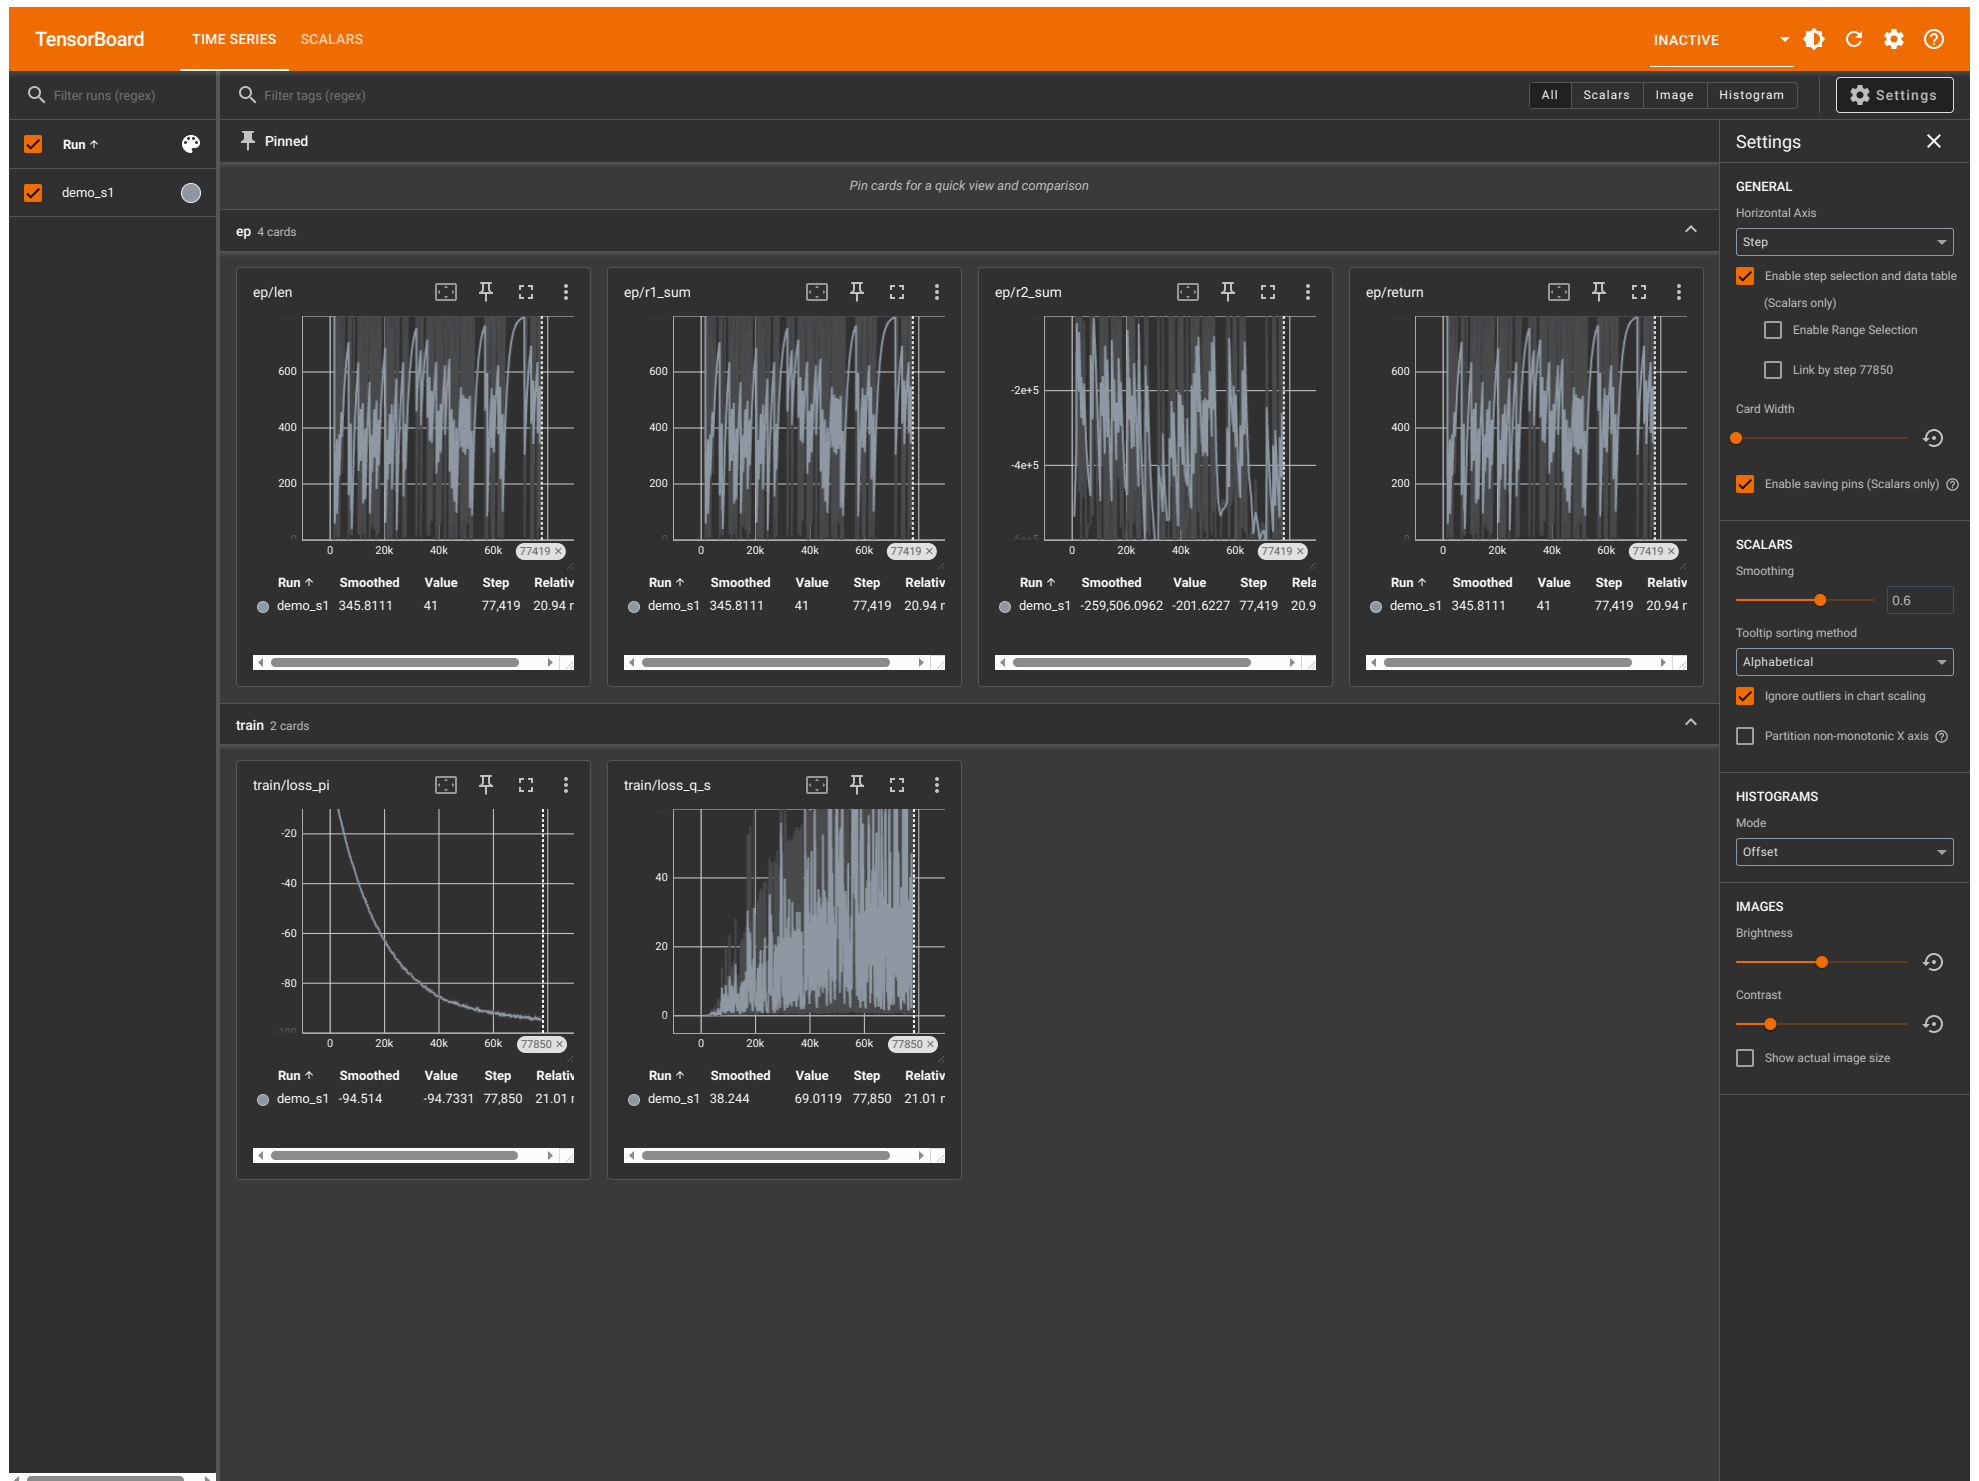 TensorBoard TIME SERIES SCALARS INACTIVE
Filter runs (regex)
Run
demo_s1
Filter tags (regex) All Scalars Image Histogram Settings
Pinned
Pin cards for a quick view and comparison
ep 4 cards
ep/len
600
400
200
0 20k 40k 60k 77419 ×
Run Smoothed Value Step Relativ
demo_s1 345.8111 41 77,419 20.94
ep/r1_sum
600
400
200
0 20k 40k 60k 77419 ×
Run Smoothed Value Step Relativ
demo_s1 345.8111 41 77,419 20.94
ep/r2_sum
-2e+5
-4e+5
0 20k 40k 60k 77419 ×
Run Smoothed Value Step Rela
demo_s1 -259,506.0962 -201.6227 77,419 20.9
ep/return
600
400
200
0 20k 40k 60k 77419 ×
Run Smoothed Value Step Relativ
demo_s1 345.8111 41 77,419 20.94
train 2 cards
train/loss_pi
-20
-40
-60
-80
-100
0 20k 40k 60k 77850 ×
Run Smoothed Value Step Relativ
demo_s1 -94.514 -94.7331 77,850 21.01
train/loss_q_s
40
20
0
0 20k 40k 60k 77850 ×
Run Smoothed Value Step Relativ
demo_s1 38.244 69.0119 77,850 21.01
Settings
GENERAL
Horizontal Axis
Step
Enable step selection and data table
(Scalars only)
Enable Range Selection
Link by step 77850
Card Width
Enable saving pins (Scalars only)
SCALARS
Smoothing
0.6
Tooltip sorting method
Alphabetical
Ignore outliers in chart scaling
Partition non-monotonic X axis
HISTOGRAMS
Mode
Offset
IMAGES
Brightness
Contrast
Show actual image size